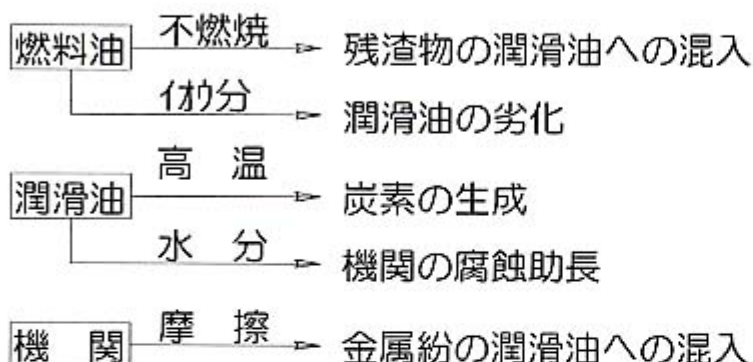 燃料油 不燃焼 残渣物の潤滑油への混入
ｲｵｳ分 潤滑油の劣化
潤滑油 高 温 炭素の生成
水 分 機関の腐蝕助長
機 関 摩 擦 金属紛の潤滑油への混入